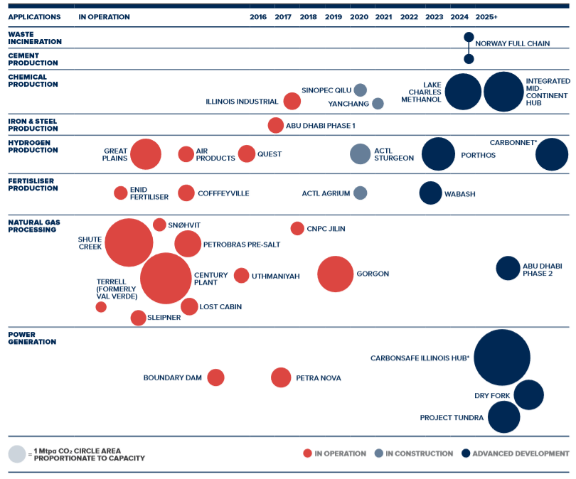 APPLICATIONS IN OPERATION 2016 2017 2018 2019 2020 2021 2022 2023 2024 2025+
WASTE
INCINERATION
NORWAY FULL CHAIN
CEMENT
PRODUCTION
CHEMICAL
PRODUCTION
ILLINOIS INDUSTRIAL
SINOPEC QILU
YANCHANG
LAKE
CHARLES
METHANOL
INTEGRATED
MID-
CONTINENT
HUB
IRON & STEEL
PRODUCTION
ABU DHABI PHASE 1
HYDROGEN
PRODUCTION
GREAT
PLAINS
AIR
PRODUCTS
QUEST
ACTL
STURGEON
PORTHOS
CARBONNET*
FERTISLISER
PRODUCTION
ENID
FERTILISER
COFFFEYVILLE
ACTL AGRIUM
WABASH
NATURAL GAS
PROCESSING
SHUTE
CREEK
SNØHVIT
PETROBRAS PRE-SALT
CNPC JILIN
TERRELL
(FORMERLY
VAL VERDE)
CENTURY
PLANT
UTHMANIYAH
GORGON
ABU DHABI
PHASE 2
LOST CABIN
SLEIPNER
POWER
GENERATION
CARBONSAFE ILLINOIS HUB*
BOUNDARY DAM
PETRA NOVA
DRY FORK
PROJECT TUNDRA
= 1 Mtpa CO₂ CIRCLE AREA
PROPORTIONATE TO CAPACITY
IN OPERATION IN CONSTRUCTION ADVANCED DEVELOPMENT